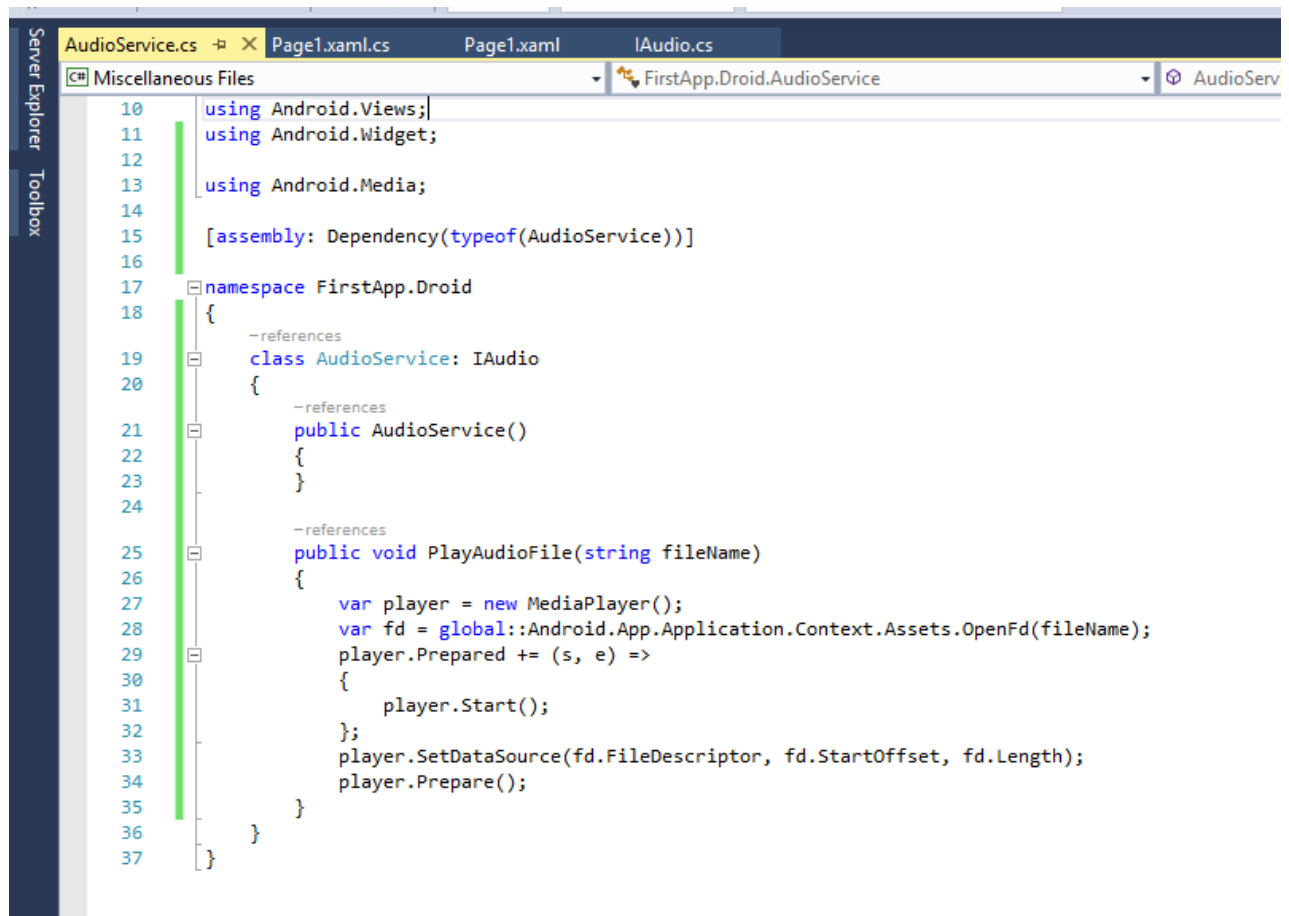 Server Explorer
Toolbox
AudioService.cs Page1.xaml.cs Page1.xaml IAudio.cs
C# Miscellaneous Files FirstApp.Droid.AudioService AudioServ
10 using Android.Views;
11 using Android.Widget;
12
13 using Android.Media;
14
15 [assembly: Dependency(typeof(AudioService))]
16
17 namespace FirstApp.Droid
18 {
–references
19 class AudioService: IAudio
20 {
–references
21 public AudioService()
22 {
23 }
24
–references
25 public void PlayAudioFile(string fileName)
26 {
27 var player = new MediaPlayer();
28 var fd = global::Android.App.Application.Context.Assets.OpenFd(fileName);
29 player.Prepared += (s, e) =>
30 {
31 player.Start();
32 };
33 player.SetDataSource(fd.FileDescriptor, fd.StartOffset, fd.Length);
34 player.Prepare();
35 }
36 }
37 }